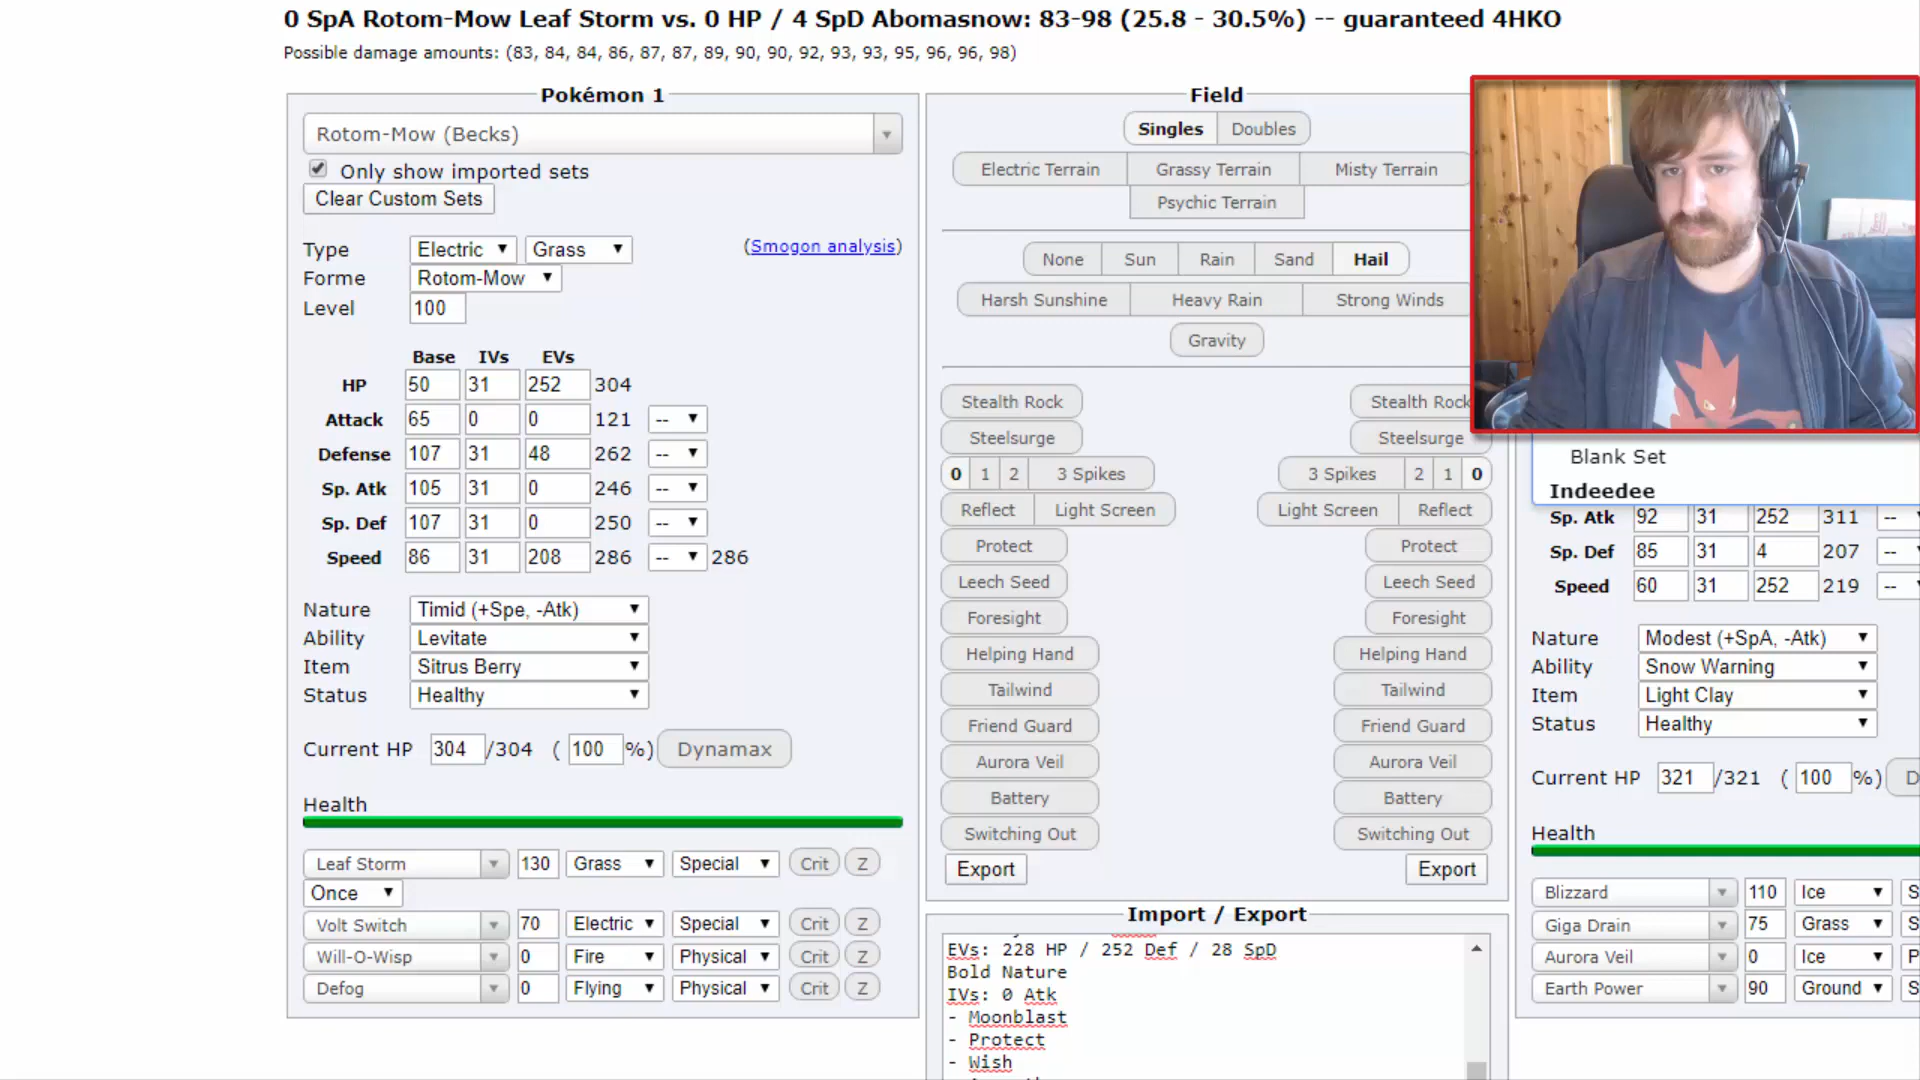 0 SpA Rotom-Mow Leaf Storm vs. 0 HP / 4 SpD Abomasnow: 83-98 (25.8 - 30.5%) -- guaranteed 4HKO
Possible damage amounts: (83, 84, 84, 86, 87, 87, 89, 90, 90, 92, 93, 93, 95, 96, 96, 98)
Pokémon 1
Rotom-Mow (Becks)
Only show imported sets
Clear Custom Sets
Type Electric Grass (Smogon analysis)
Forme Rotom-Mow
Level 100
Base IVs EVs
HP 50 31 252 304
Attack 65 0 0 121 --
Defense 107 31 48 262 --
Sp. Atk 105 31 0 246 --
Sp. Def 107 31 0 250 --
Speed 86 31 208 286 -- 286
Nature Timid (+Spe, -Atk)
Ability Levitate
Item Sitrus Berry
Status Healthy
Current HP 304 /304 ( 100 %) Dynamax
Health
Leaf Storm 130 Grass Special Crit Z
Once
Volt Switch 70 Electric Special Crit Z
Will-O-Wisp 0 Fire Physical Crit Z
Defog 0 Flying Physical Crit Z
Field
Singles Doubles
Electric Terrain Grassy Terrain Misty Terrain
Psychic Terrain
None Sun Rain Sand Hail
Harsh Sunshine Heavy Rain Strong Winds
Gravity
Stealth Rock Stealth Rock
Steelsurge Steelsurge
0 1 2 3 Spikes 3 Spikes 2 1 0
Reflect Light Screen Light Screen Reflect
Protect Protect
Leech Seed Leech Seed
Foresight Foresight
Helping Hand Helping Hand
Tailwind Tailwind
Friend Guard Friend Guard
Aurora Veil Aurora Veil
Battery Battery
Switching Out Switching Out
Export Export
Import / Export
EVs: 228 HP / 252 Def / 28 SpD
Bold Nature
IVs: 0 Atk
- Moonblast
- Protect
- Wish
Blank Set
Indeedee
Sp. Atk 92 31 252 311 --
Sp. Def 85 31 4 207 --
Speed 60 31 252 219 --
Nature Modest (+SpA, -Atk)
Ability Snow Warning
Item Light Clay
Status Healthy
Current HP 321 /321 ( 100 %) D
Health
Blizzard 110 Ice S
Giga Drain 75 Grass S
Aurora Veil 0 Ice P
Earth Power 90 Ground S